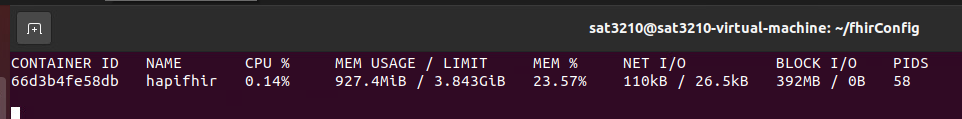 sat3210@sat3210-virtual-machine: ~/fhirConfig
CONTAINER ID   NAME       CPU %     MEM USAGE / LIMIT     MEM %     NET I/O          BLOCK I/O    PIDS
66d3b4fe58db   hapifhir   0.14%     927.4MiB / 3.843GiB   23.57%    110kB / 26.5kB   392MB / 0B   58